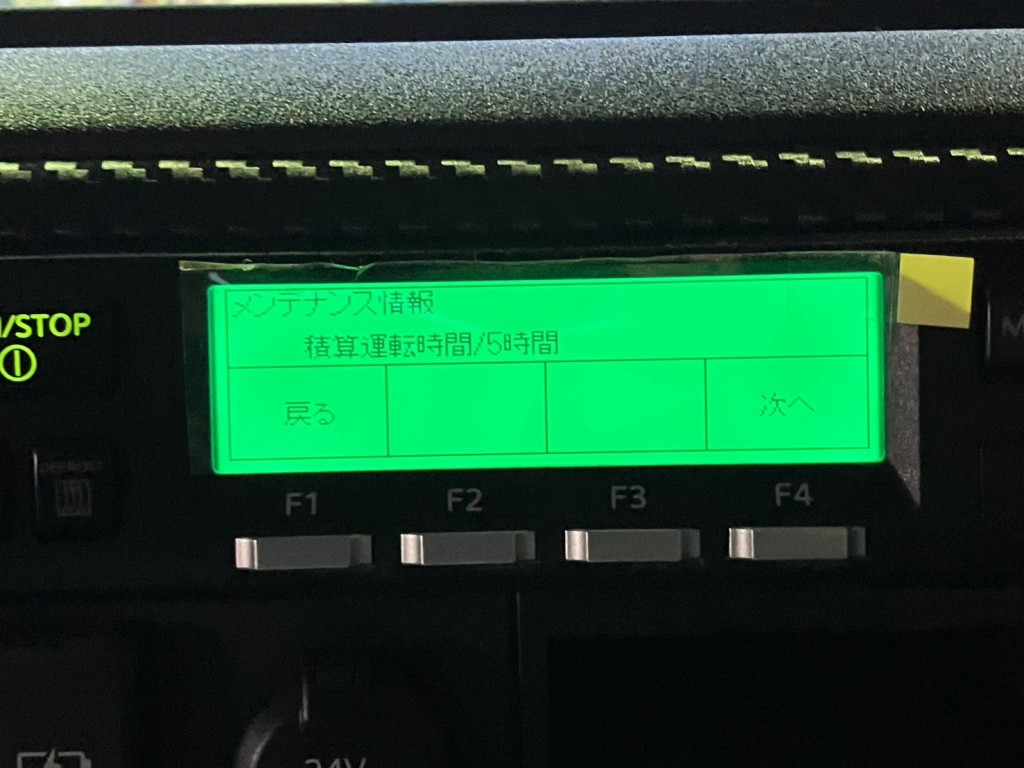 メンテナンス情報
積算運転時間/5時間
/STOP
戻る
次へ
M
F1
F2
F3
F4
24V